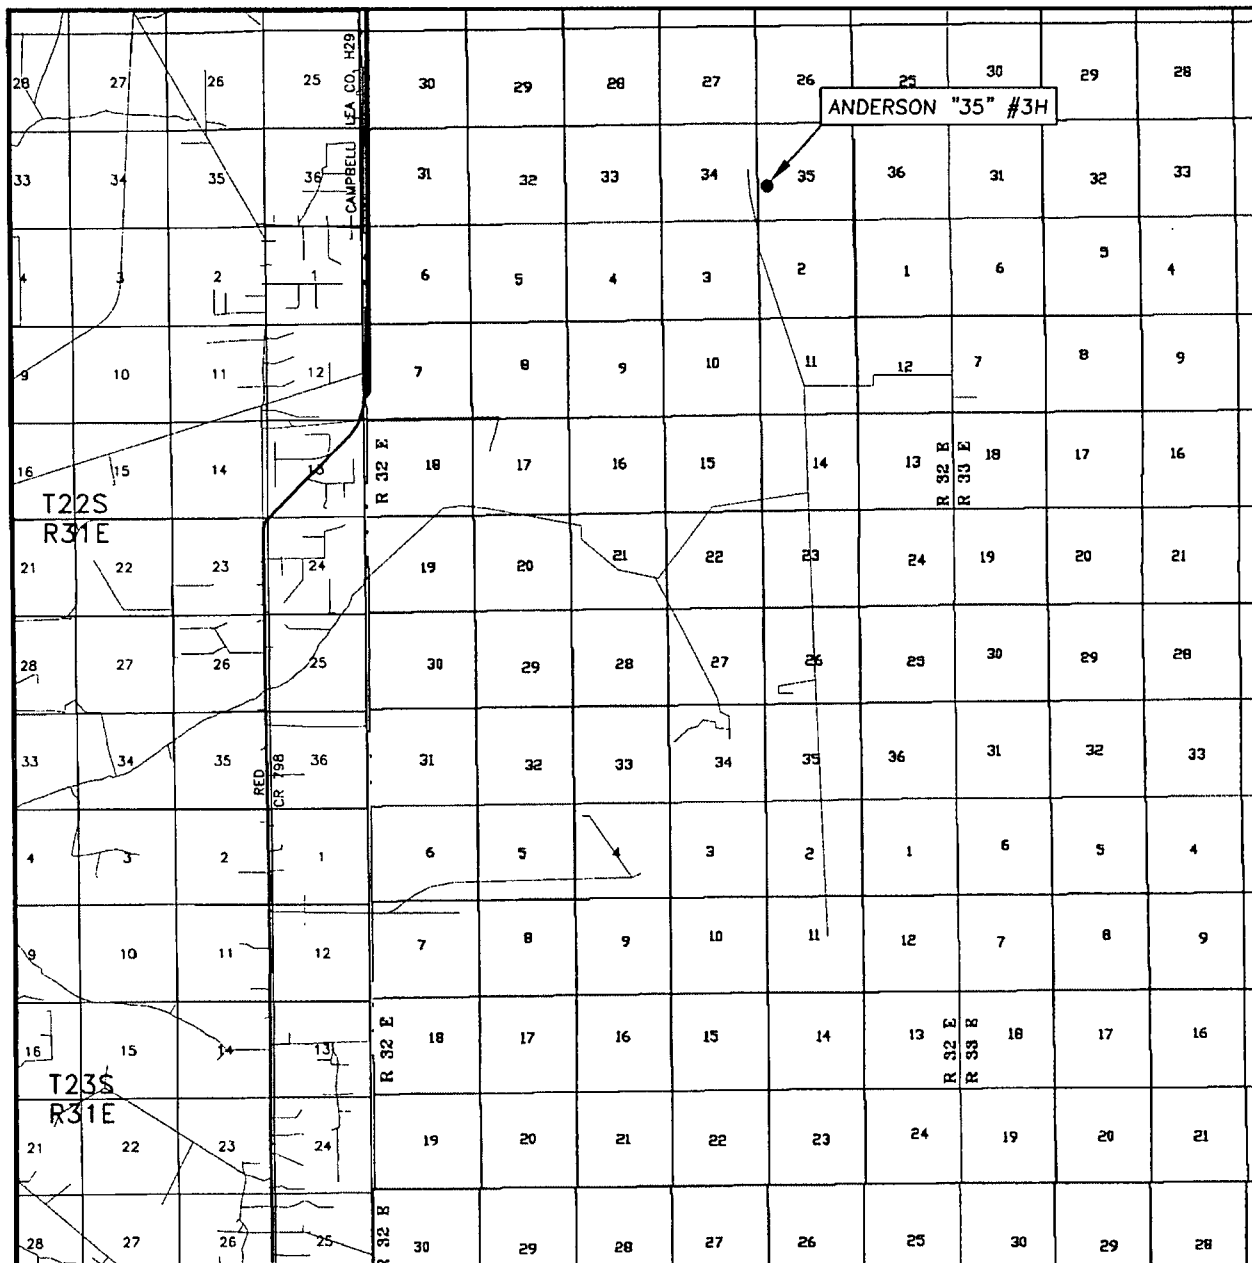 28 27 26 25 30 29 28 27 26 25 30 29 28
CAMPBELL LEA CO. H29
ANDERSON "35" #3H
33 34 35 36 31 32 33 34 35 36 31 32 33
4 3 2 1 6 5 4 3 2 1 6 5 4
9 10 11 12 7 8 9 10 11 12 7 8 9
16 15 14 13 18 17 16 15 14 13 18 17 16
R 32 E
R 32 E
R 33 E
T22S
R31E
21 22 23 24 19 20 21 22 23 24 19 20 21
28 27 26 25 30 29 28 27 26 25 30 29 28
33 34 35 36 31 32 33 34 35 36 31 32 33
RED
CR 798
4 3 2 1 6 5 4 3 2 1 6 5 4
9 10 11 12 7 8 9 10 11 12 7 8 9
16 15 14 13 18 17 16 15 14 13 18 17 16
R 32 E
R 32 E
R 33 E
T23S
R31E
21 22 23 24 19 20 21 22 23 24 19 20 21
28 27 26 25 30 29 28 27 26 25 30 29 28
R 32 E